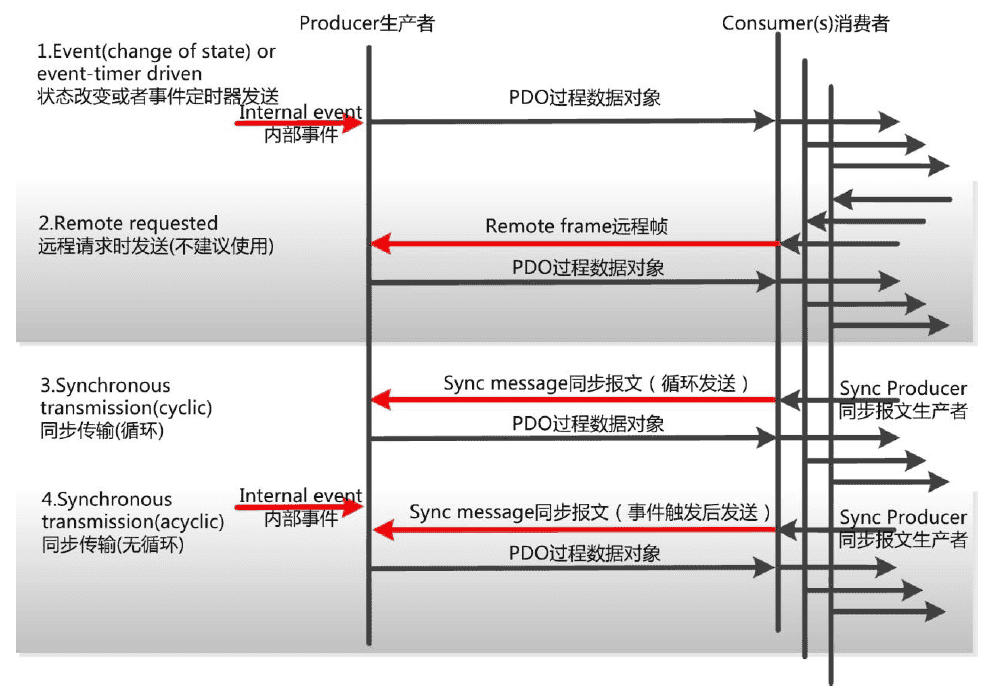 Producer生产者
Consumer(s)消费者
1.Event(change of state) or
event-timer driven
状态改变或者事件定时器发送
Internal event
内部事件
PDO过程数据对象
2.Remote requested
远程请求时发送(不建议使用)
Remote frame远程帧
PDO过程数据对象
3.Synchronous
transmission(cyclic)
同步传输(循环)
Sync message同步报文（循环发送）
Sync Producer
同步报文生产者
PDO过程数据对象
4.Synchronous
transmission(acyclic)
同步传输(无循环)
Internal event
内部事件
Sync message同步报文（事件触发后发送）
Sync Producer
同步报文生产者
PDO过程数据对象